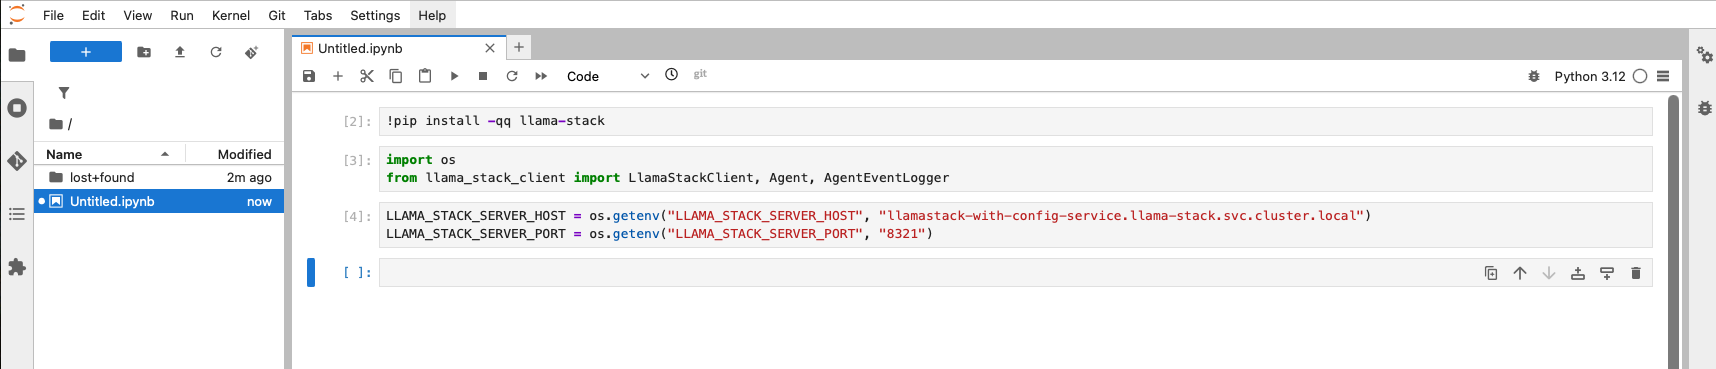 File Edit View Run Kernel Git Tabs Settings Help
Untitled.ipynb
Code
git
Python 3.12
/
Name Modified
lost+found 2m ago
Untitled.ipynb now
[2]: !pip install -qq llama-stack
[3]: import os
from llama_stack_client import LlamaStackClient, Agent, AgentEventLogger
[4]: LLAMA_STACK_SERVER_HOST = os.getenv("LLAMA_STACK_SERVER_HOST", "llamastack-with-config-service.llama-stack.svc.cluster.local")
LLAMA_STACK_SERVER_PORT = os.getenv("LLAMA_STACK_SERVER_PORT", "8321")
[ ]: